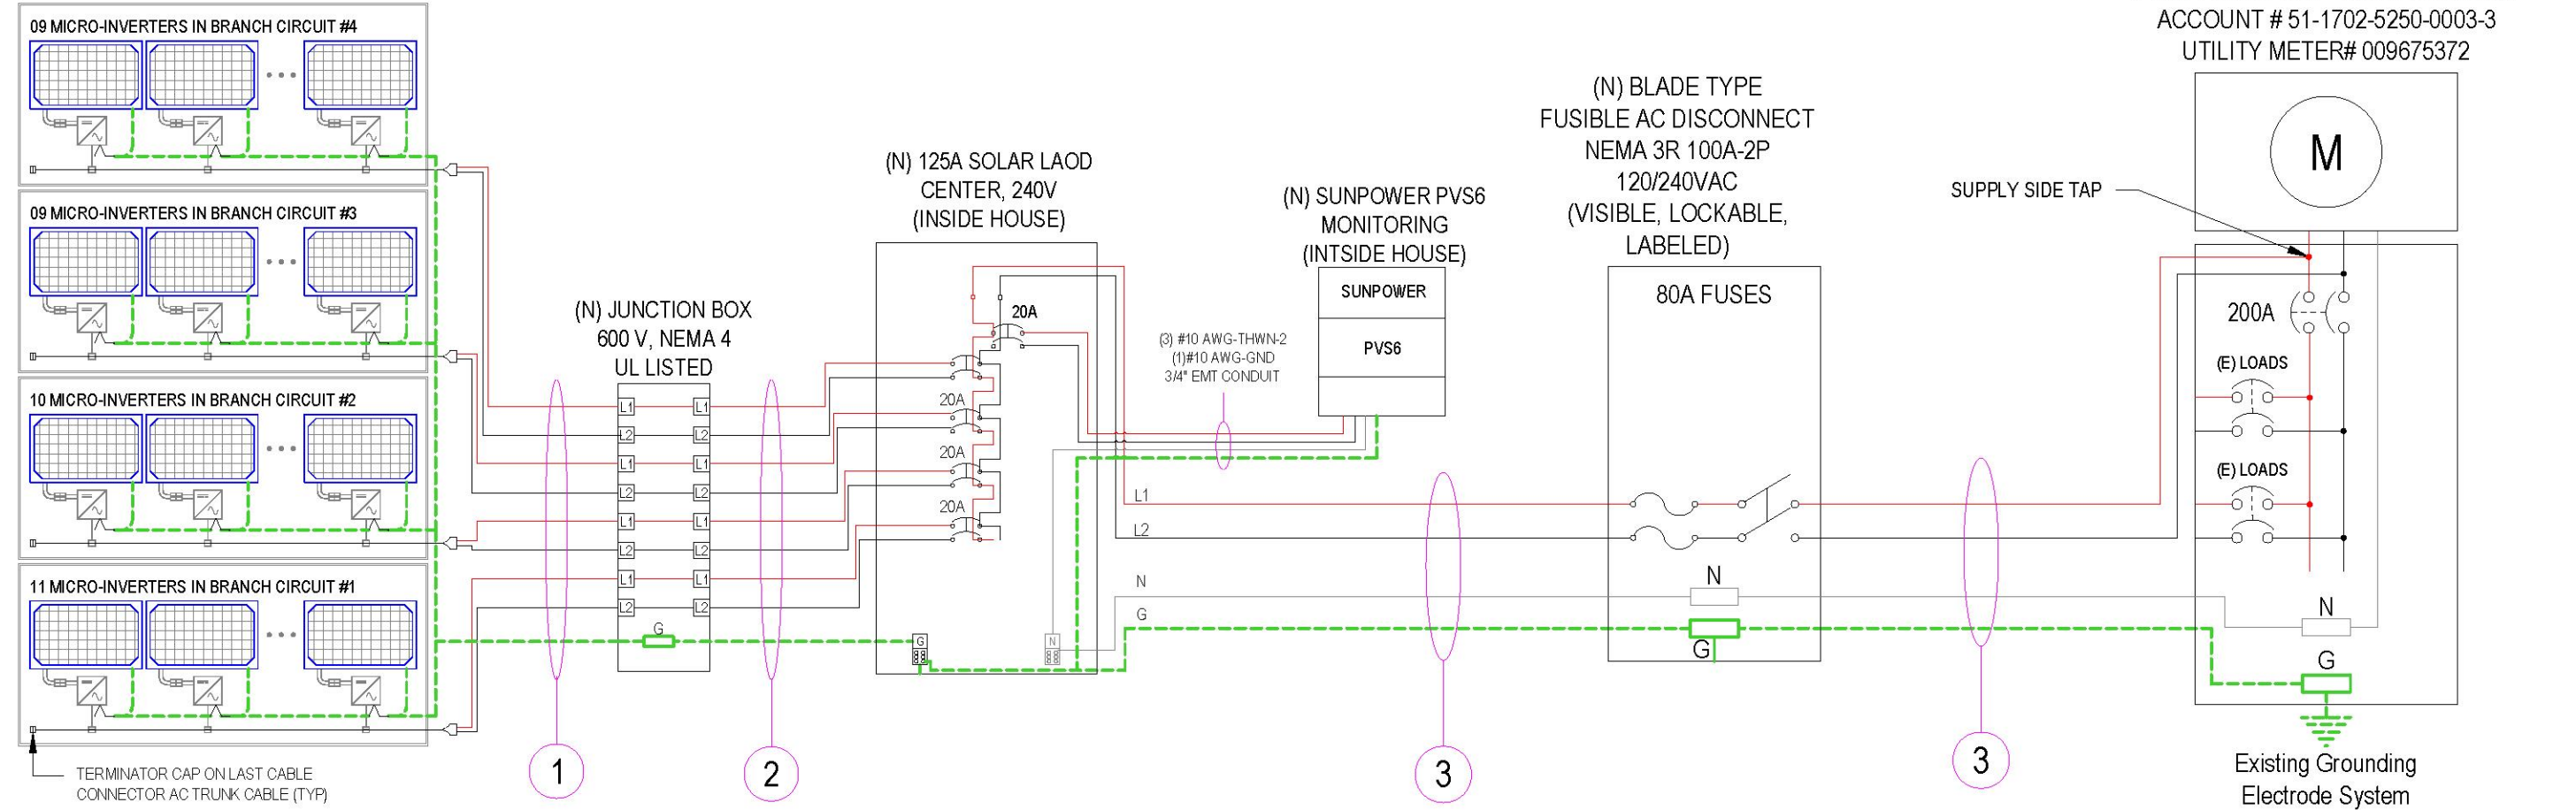 09 MICRO-INVERTERS IN BRANCH CIRCUIT #4
09 MICRO-INVERTERS IN BRANCH CIRCUIT #3
10 MICRO-INVERTERS IN BRANCH CIRCUIT #2
11 MICRO-INVERTERS IN BRANCH CIRCUIT #1
TERMINATOR CAP ON LAST CABLE
CONNECTOR AC TRUNK CABLE (TYP)
1
(N) JUNCTION BOX
600 V, NEMA 4
UL LISTED
L1 L1
L2 L2
L1 L1
L2 L2
L1 L1
L2 L2
L1 L1
L2 L2
G
2
(N) 125A SOLAR LAOD
CENTER, 240V
(INSIDE HOUSE)
20A
20A
20A
20A
G
N
(3) #10 AWG-THWN-2
(1)#10 AWG-GND
3/4" EMT CONDUIT
L1
L2
N
G
(N) SUNPOWER PVS6
MONITORING
(INTSIDE HOUSE)
SUNPOWER
PVS6
3
(N) BLADE TYPE
FUSIBLE AC DISCONNECT
NEMA 3R 100A-2P
120/240VAC
(VISIBLE, LOCKABLE,
LABELED)
80A FUSES
N
G
3
SUPPLY SIDE TAP
ACCOUNT # 51-1702-5250-0003-3
UTILITY METER# 009675372
M
200A
(E) LOADS
(E) LOADS
N
G
Existing Grounding
Electrode System